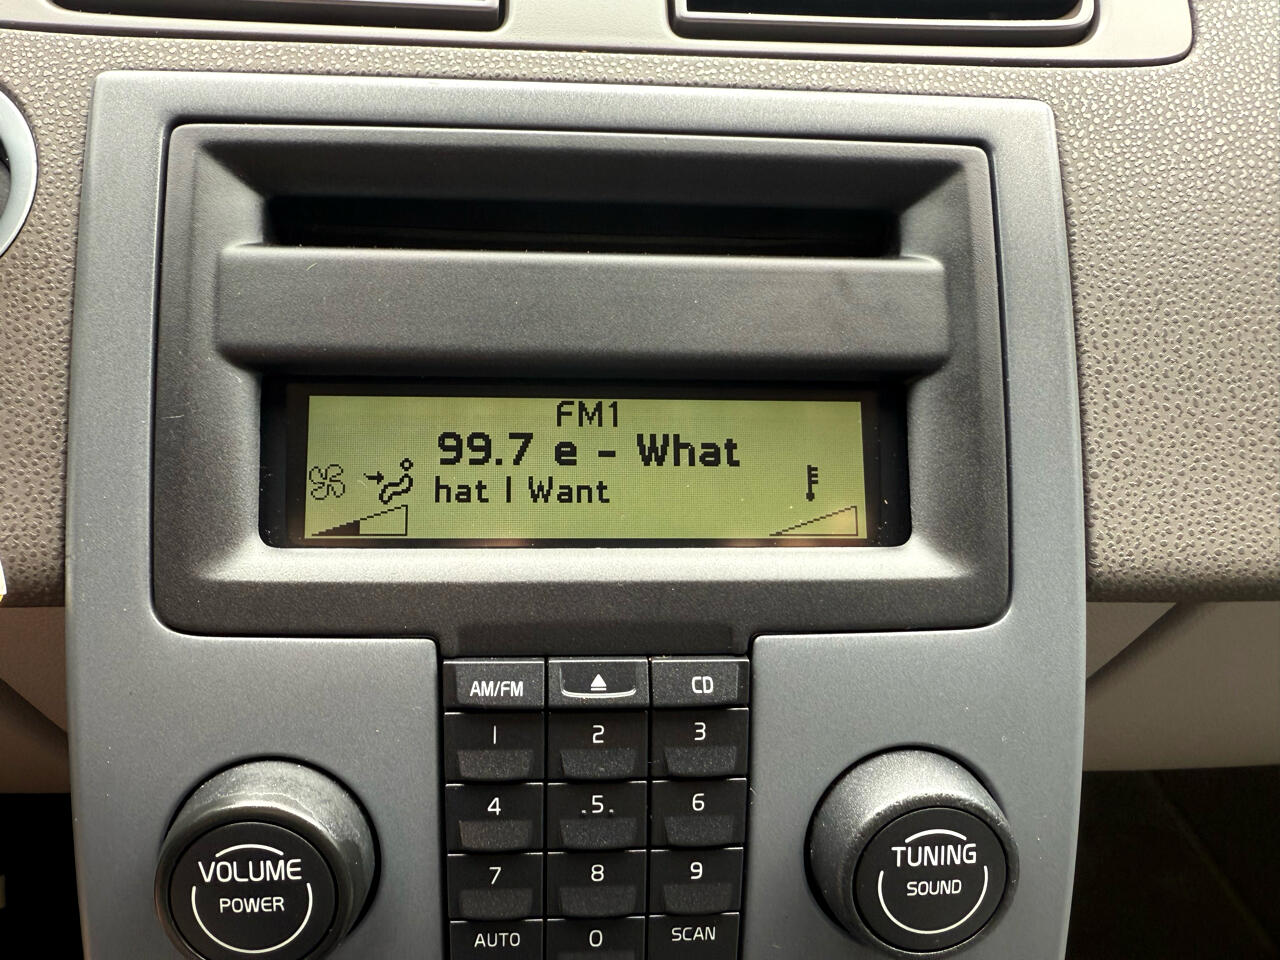 FM1
99.7 e - What
hat I Want
AM/FM
CD
1
2
3
4
.5.
6
7
8
9
AUTO
0
SCAN
VOLUME
POWER
TUNING
SOUND